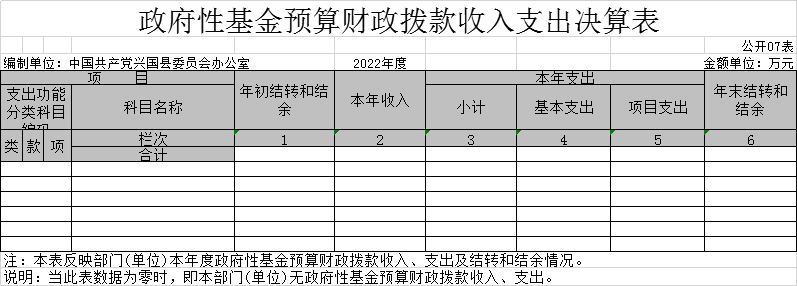 政府性基金预算财政拨款收入支出决算表
公开07表
编制单位：中国共产党兴国县委员会办公室 2022年度 金额单位：万元
项 目 年初结转和结余 本年收入 本年支出 年末结转和结余
支出功能分类科目编码 科目名称 小计 基本支出 项目支出
类 款 项 栏次 1 2 3 4 5 6
合计
注：本表反映部门(单位)本年度政府性基金预算财政拨款收入、支出及结转和结余情况。
说明：当此表数据为零时，即本部门(单位)无政府性基金预算财政拨款收入、支出。